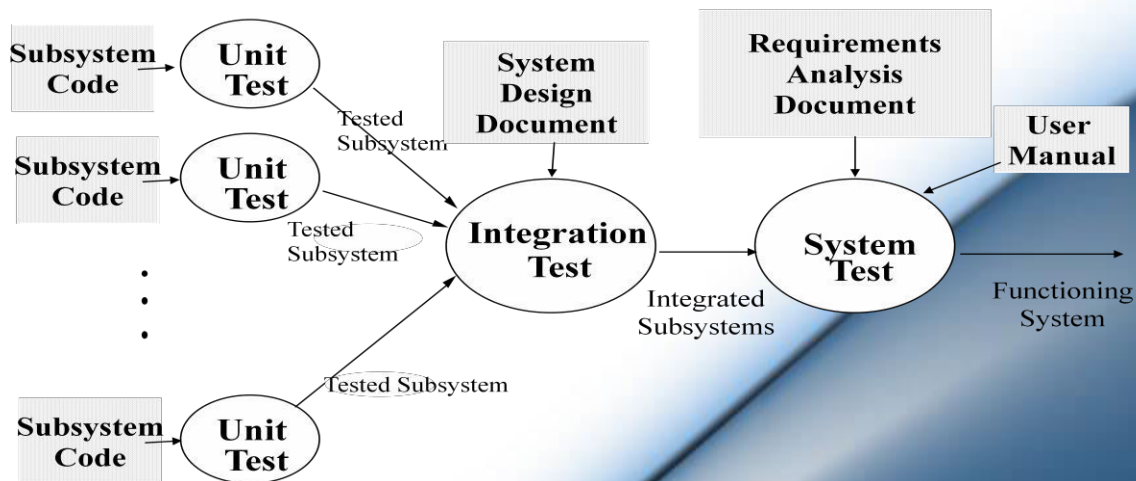 Subsystem
Code
Unit
Test
Tested
Subsystem
System
Design
Document
Requirements
Analysis
Document
User
Manual
Subsystem
Code
Unit
Test
Tested
Subsystem
Integration
Test
Integrated
Subsystems
System
Test
Functioning
System
Tested Subsystem
Subsystem
Code
Unit
Test